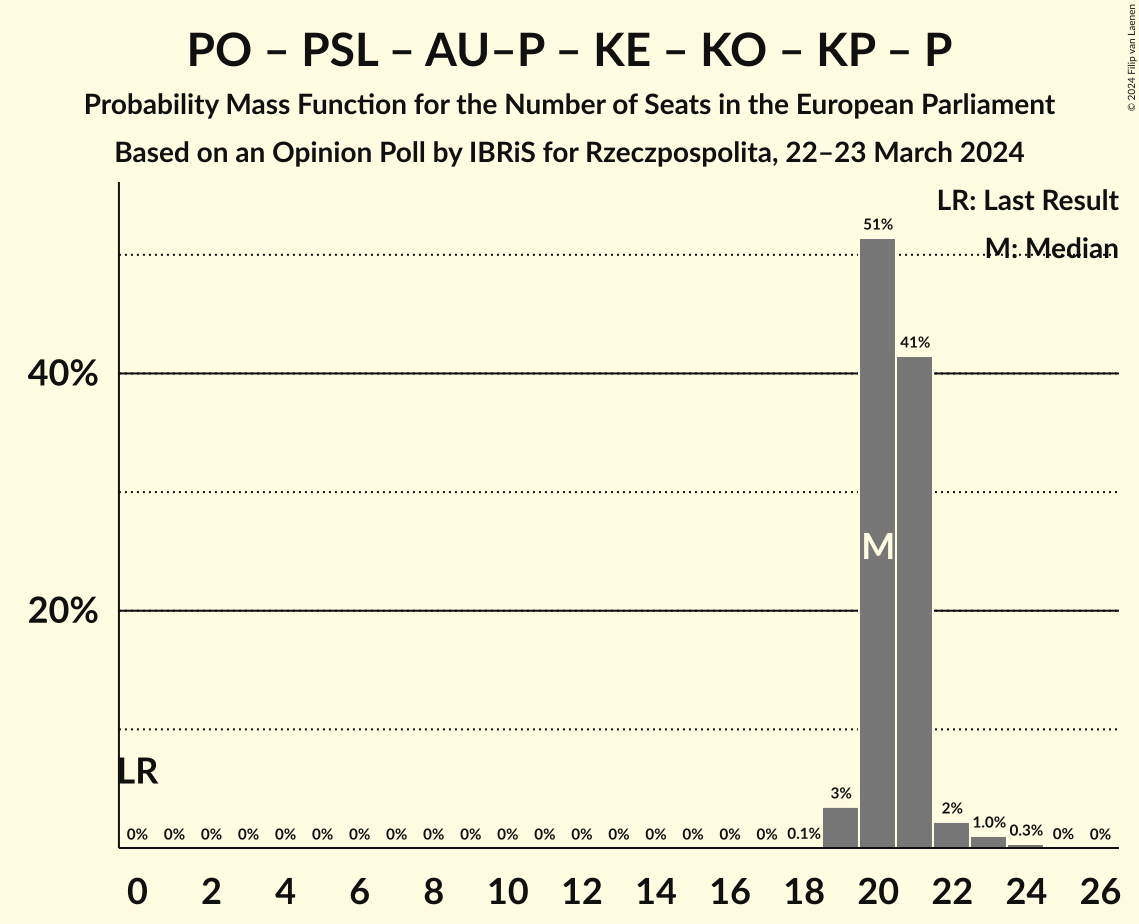 PO – PSL – AU–P – KE – KO – KP – P
Probability Mass Function for the Number of Seats in the European Parliament
Based on an Opinion Poll by IBRiS for Rzeczpospolita, 22–23 March 2024
© 2024 Filip van Laenen
LR: Last Result
M: Median
51%
41%
40%
M
20%
LR
3%
2%
1.0%
0.3%
0% 0% 0% 0% 0% 0% 0% 0% 0% 0% 0% 0% 0% 0% 0% 0% 0% 0% 0.1% 0% 0%
0 2 4 6 8 10 12 14 16 18 20 22 24 26